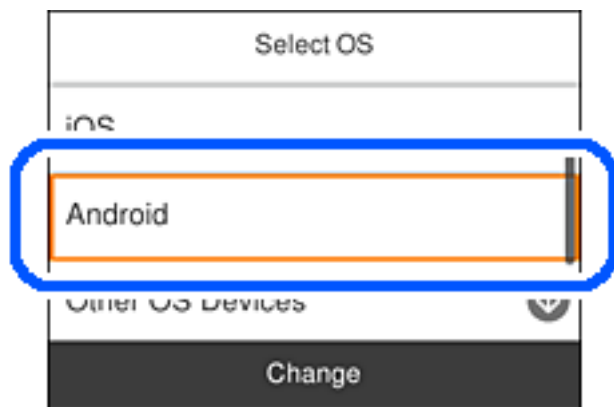 Select OS
iOS
Android
Other OS Devices
Change